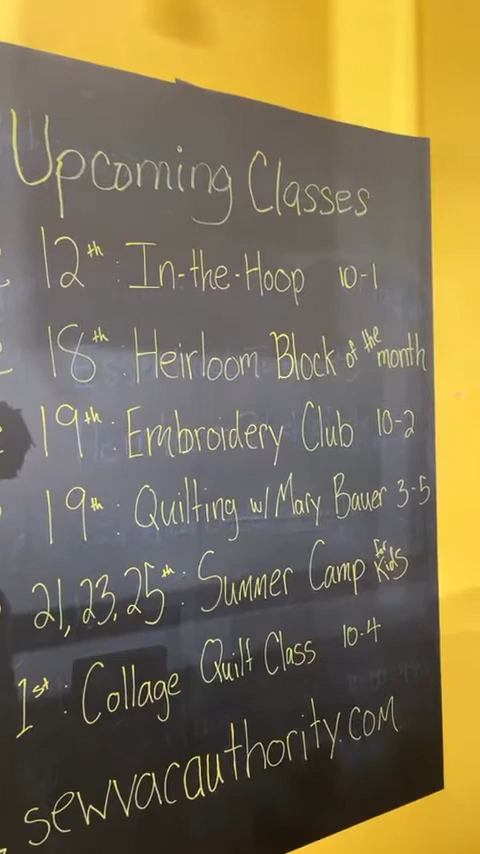 Upcoming Classes
12th: In-the-Hoop 10-1
18th: Heirloom Block of the month
19th: Embroidery Club 10-2
19th: Quilting w/ Mary Bauer 3-5
21, 23, 25th: Summer Camp for Kids
1st: Collage Quilt Class 10-4
sewvacauthority.com